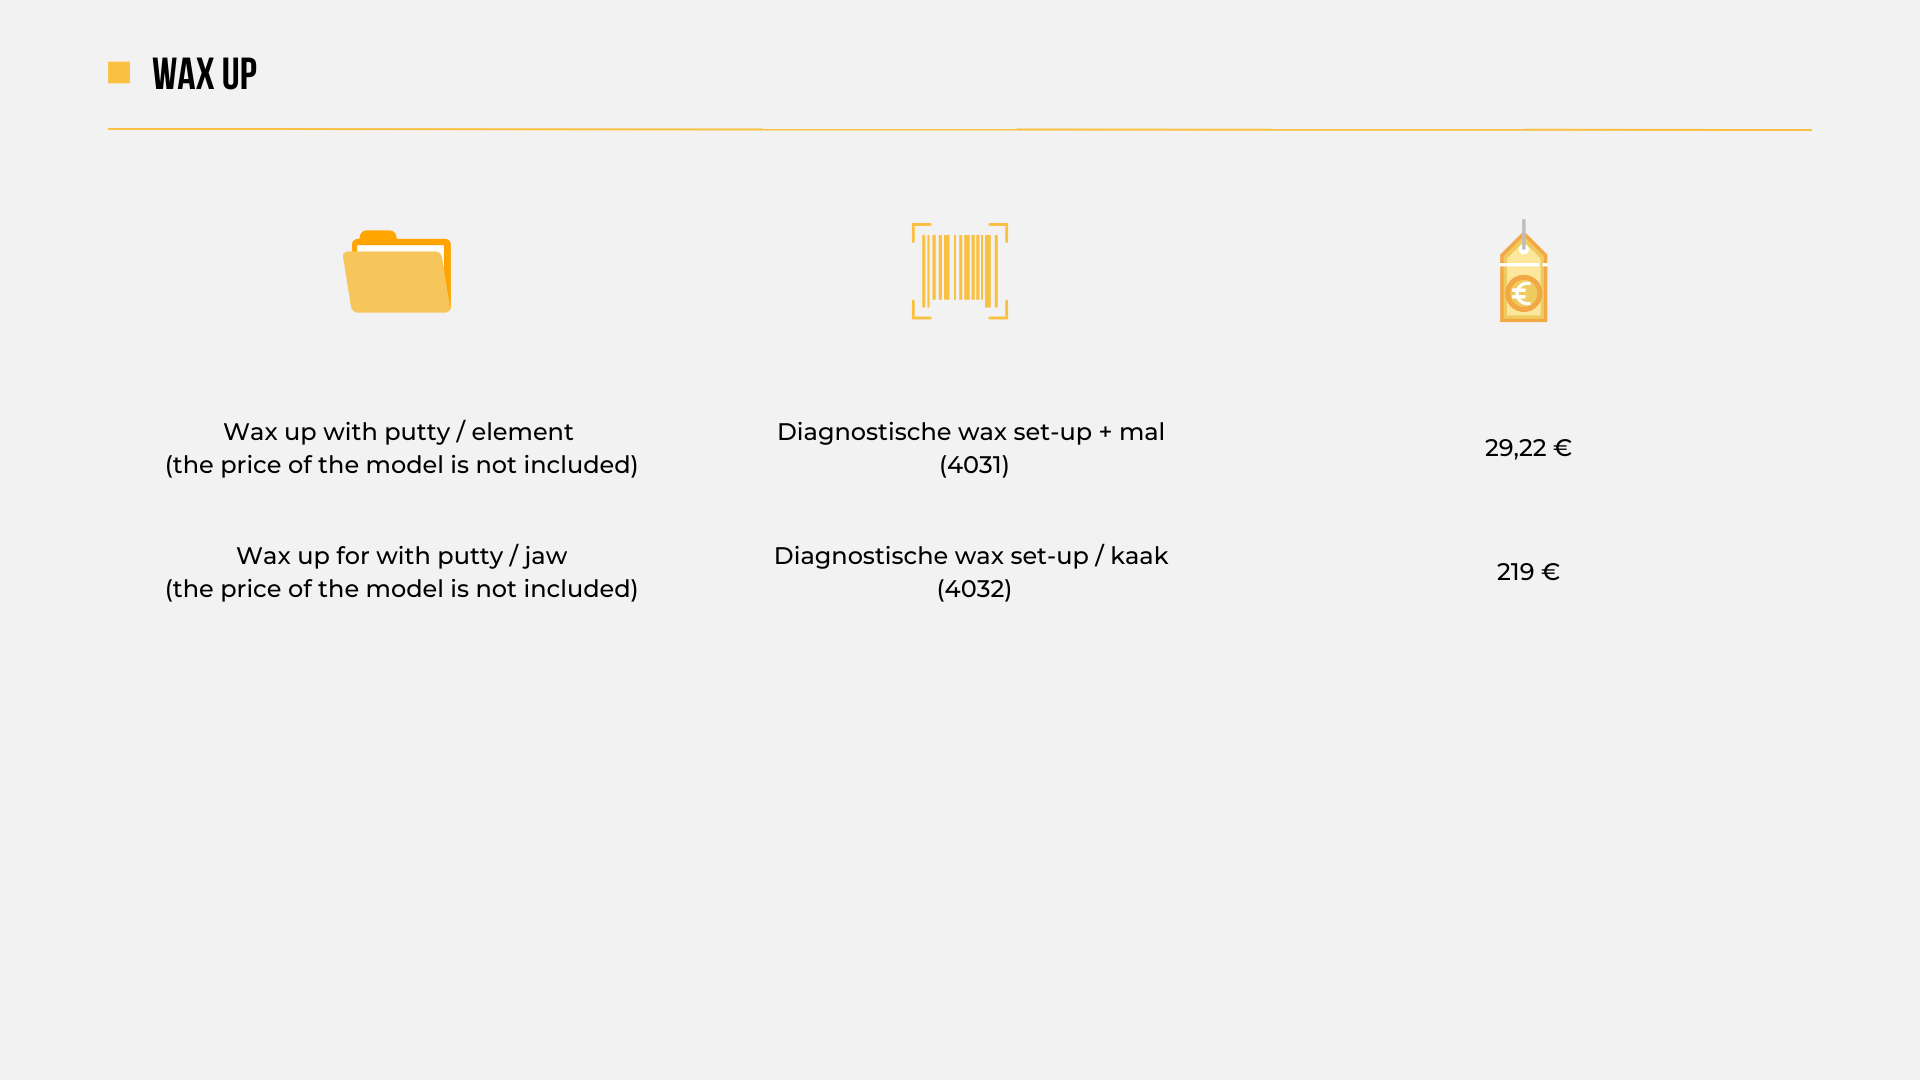 WAX UP
Wax up with putty / element
(the price of the model is not included)
Diagnostische wax set-up + mal
(4031)
29,22 €
Wax up for with putty / jaw
(the price of the model is not included)
Diagnostische wax set-up / kaak
(4032)
219 €